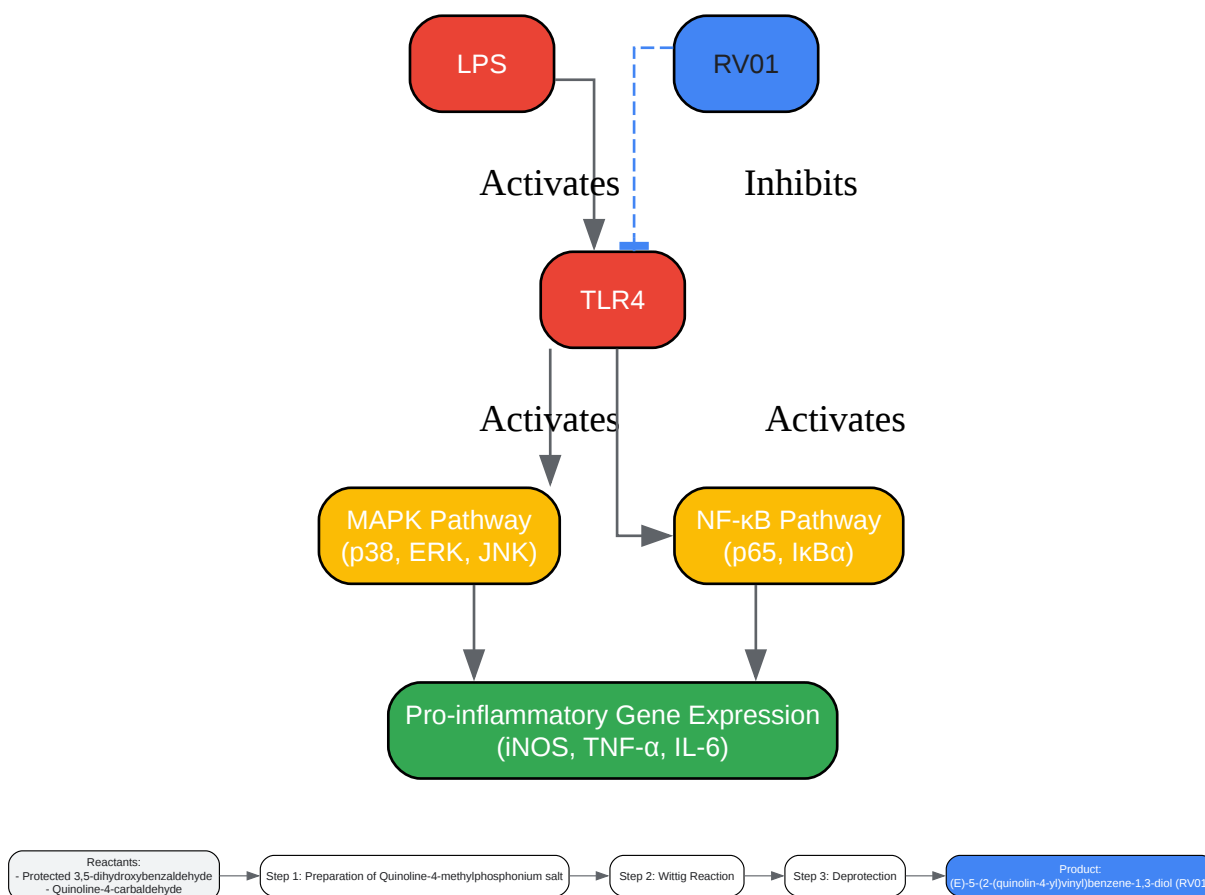 LPS
RV01
Activates
Inhibits
TLR4
Activates
Activates
MAPK Pathway
(p38, ERK, JNK)
NF-κB Pathway
(p65, IκBα)
Pro-inflammatory Gene Expression
(iNOS, TNF-α, IL-6)
Reactants:
- Protected 3,5-dihydroxybenzaldehyde
- Quinoline-4-carbaldehyde
Step 1: Preparation of Quinoline-4-methylphosphonium salt
Step 2: Wittig Reaction
Step 3: Deprotection
Product:
(E)-5-(2-(quinolin-4-yl)vinyl)benzene-1,3-diol (RV01